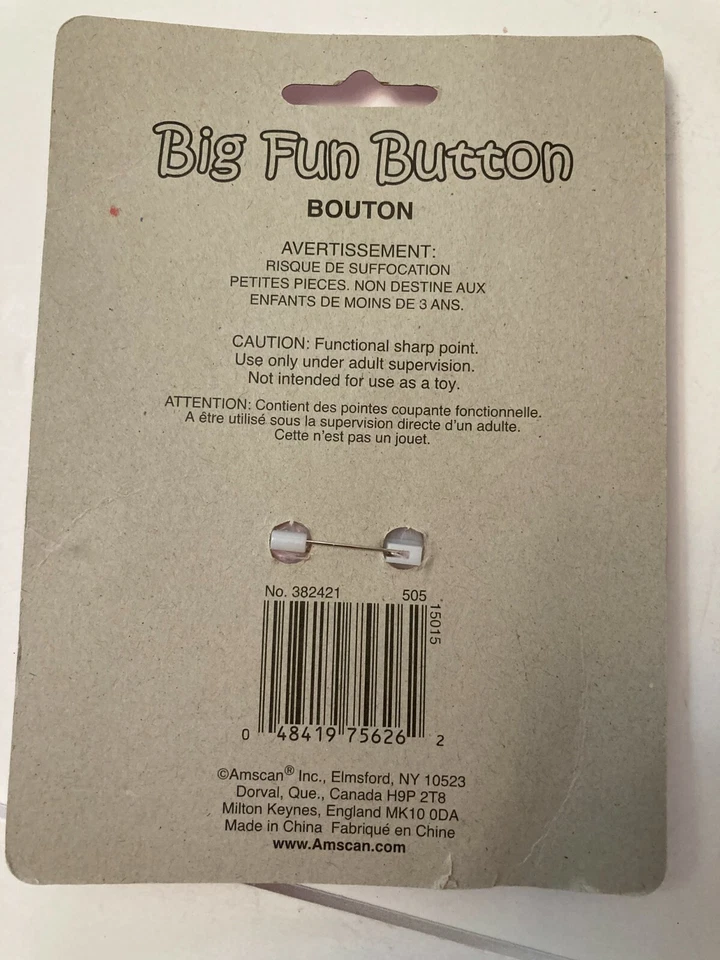 Big Fun Button
BOUTON
AVERTISSEMENT:
RISQUE DE SUFFOCATION
PETITES PIECES. NON DESTINE AUX
ENFANTS DE MOINS DE 3 ANS.
CAUTION: Functional sharp point.
Use only under adult supervision.
Not intended for use as a toy.
ATTENTION: Contient des pointes coupante fonctionnelle.
A être utilisé sous la supervision directe d'un adulte.
Cette n'est pas un jouet.
No. 382421 505
15015
0 48419 75626 2
©Amscan® Inc., Elmsford, NY 10523
Dorval, Que., Canada H9P 2T8
Milton Keynes, England MK10 0DA
Made in China Fabriqué en Chine
www.Amscan.com